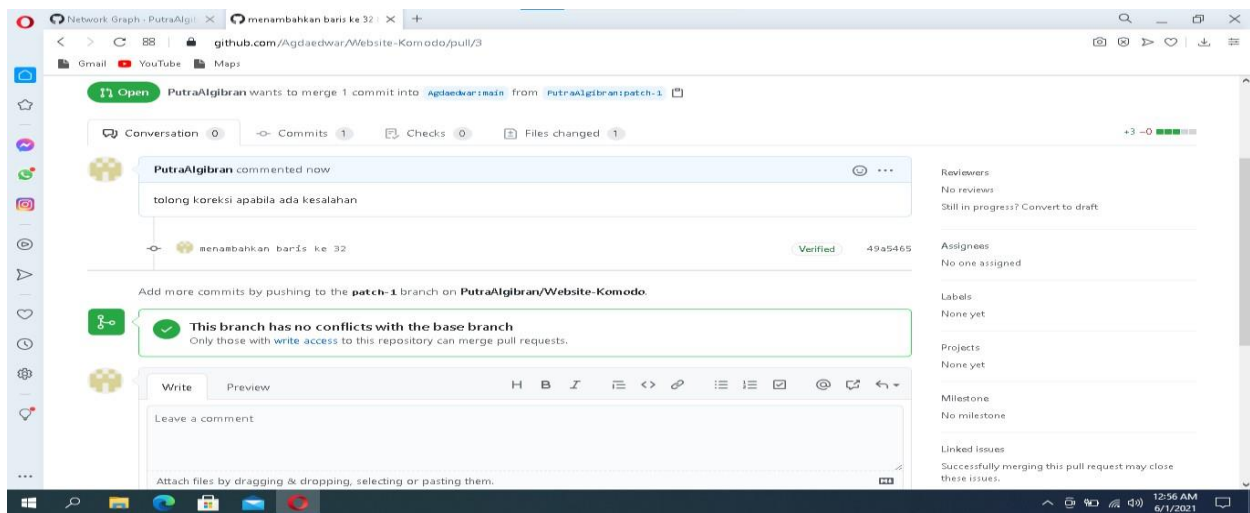 Network Graph · PutraAlgi
menambahkan baris ke 32
github.com/Agdaedwar/Website-Komodo/pull/3
Gmail YouTube Maps
Open PutraAlgibran wants to merge 1 commit into Agdaedwar:main from PutraAlgibran:patch-1
Conversation 0 Commits 1 Checks 0 Files changed 1 +3 −0
PutraAlgibran commented now
tolong koreksi apabila ada kesalahan
menambahkan baris ke 32 Verified 49a5465
Add more commits by pushing to the patch-1 branch on PutraAlgibran/Website-Komodo.
This branch has no conflicts with the base branch
Only those with write access to this repository can merge pull requests.
Write Preview H B I
Leave a comment
Attach files by dragging & dropping, selecting or pasting them.
Reviewers
No reviews
Still in progress? Convert to draft
Assignees
No one assigned
Labels
None yet
Projects
None yet
Milestone
No milestone
Linked issues
Successfully merging this pull request may close
these issues.
12:56 AM
6/1/2021